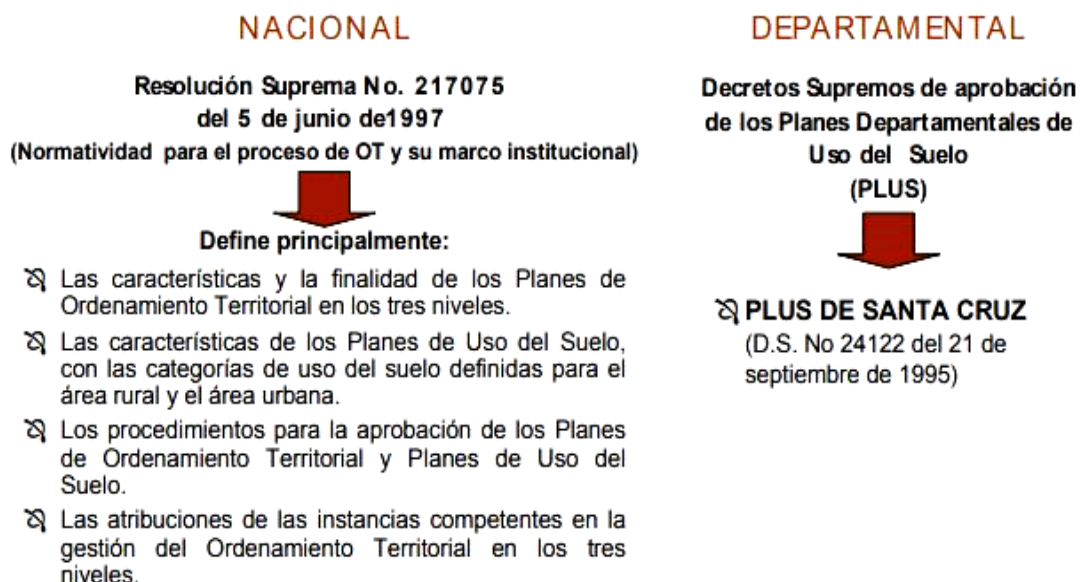 NACIONAL
Resolución Suprema No. 217075
del 5 de junio de1997
(Normatividad para el proceso de OT y su marco institucional)
Define principalmente:
Las características y la finalidad de los Planes de
Ordenamiento Territorial en los tres niveles.
Las características de los Planes de Uso del Suelo,
con las categorías de uso del suelo definidas para el
área rural y el área urbana.
Los procedimientos para la aprobación de los Planes
de Ordenamiento Territorial y Planes de Uso del
Suelo.
Las atribuciones de las instancias competentes en la
gestión del Ordenamiento Territorial en los tres
niveles.
DEPARTAMENTAL
Decretos Supremos de aprobación
de los Planes Departamentales de
Uso del Suelo
(PLUS)
PLUS DE SANTA CRUZ
(D.S. No 24122 del 21 de
septiembre de 1995)